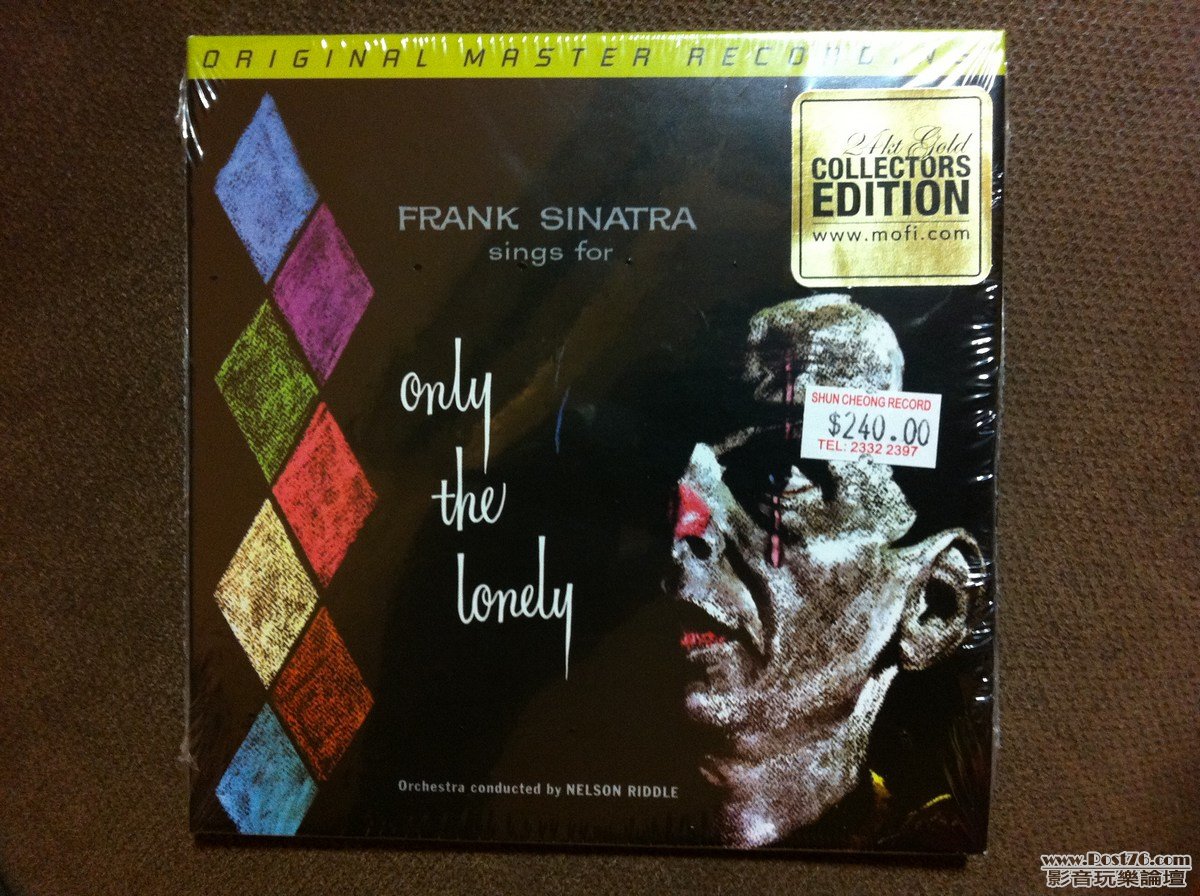 ORIGINAL MASTER RECORDING
24kt Gold
COLLECTORS
EDITION
www.mofi.com
FRANK SINATRA
sings for
only
the
lonely
SHUN CHEONG RECORD
$240.00
TEL: 2332 2397
Orchestra conducted by NELSON RIDDLE
www.Post76.com
影音玩樂論壇